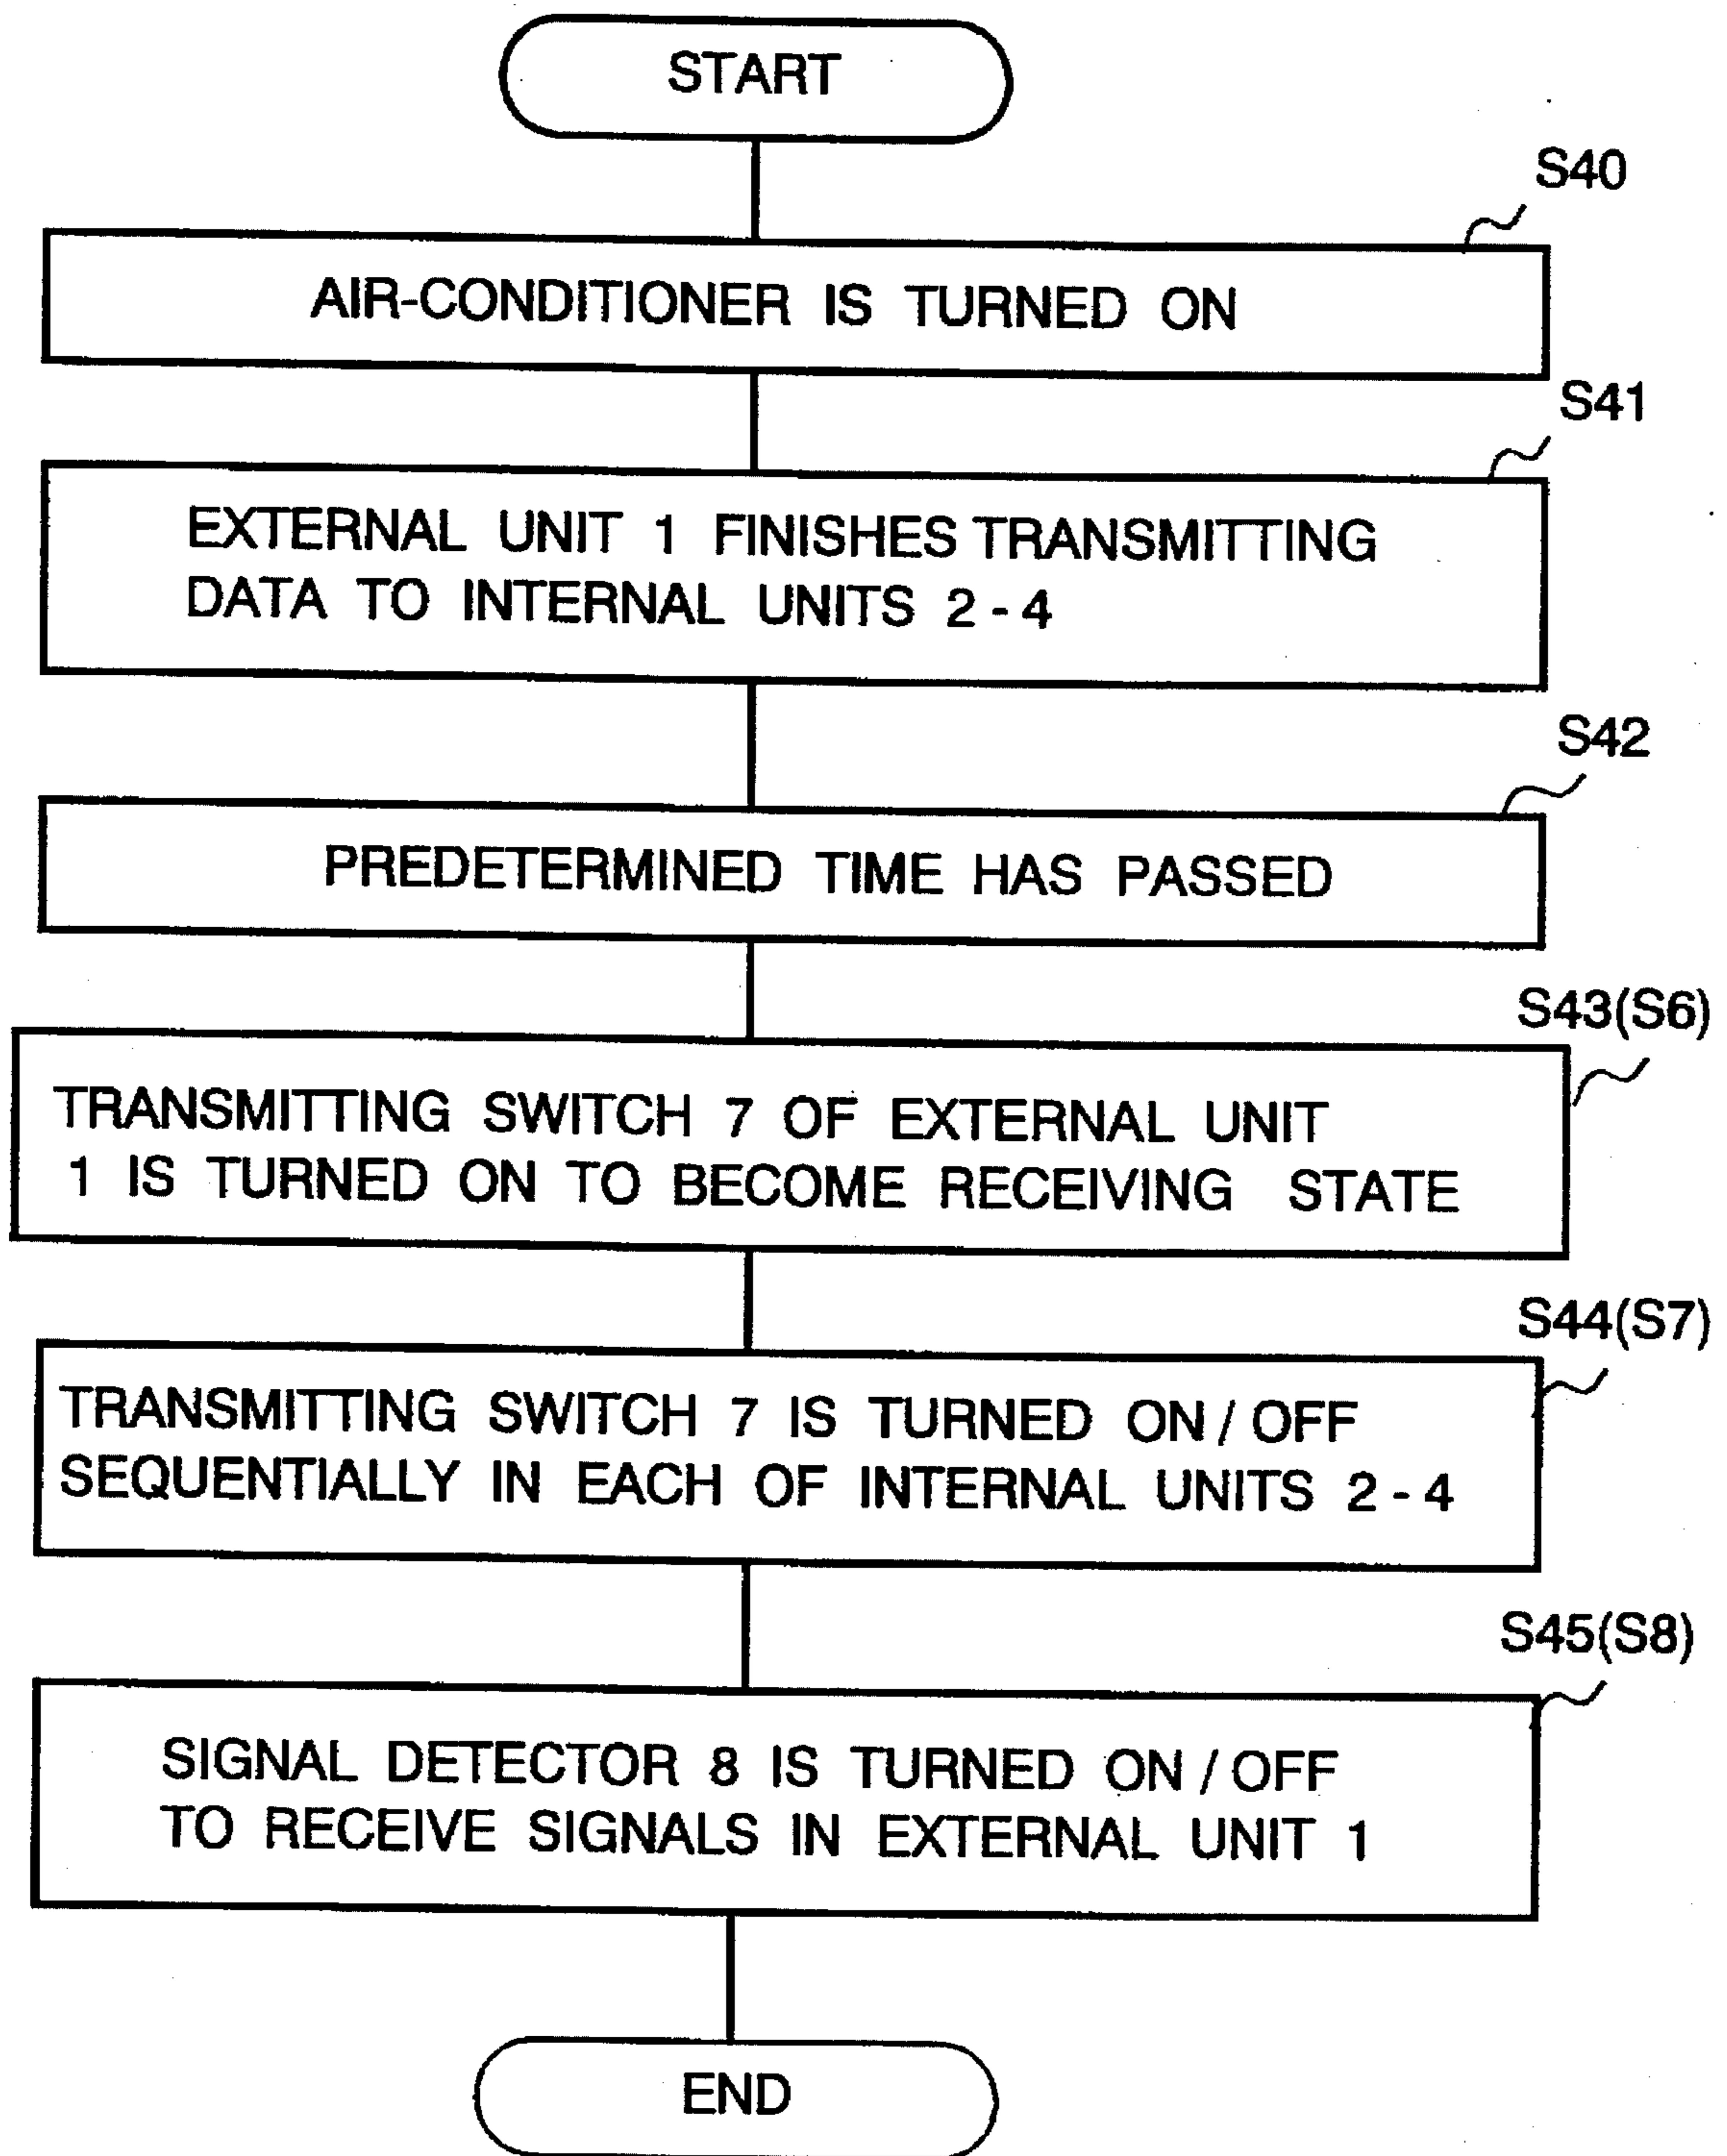 START
S40
AIR-CONDITIONER IS TURNED ON
S41
EXTERNAL UNIT 1 FINISHES TRANSMITTING
DATA TO INTERNAL UNITS 2 - 4
S42
PREDETERMINED TIME HAS PASSED
S43(S6)
TRANSMITTING SWITCH 7 OF EXTERNAL UNIT
1 IS TURNED ON TO BECOME RECEIVING STATE
S44(S7)
TRANSMITTING SWITCH 7 IS TURNED ON / OFF
SEQUENTIALLY IN EACH OF INTERNAL UNITS 2 - 4
S45(S8)
SIGNAL DETECTOR 8 IS TURNED ON / OFF
TO RECEIVE SIGNALS IN EXTERNAL UNIT 1
END